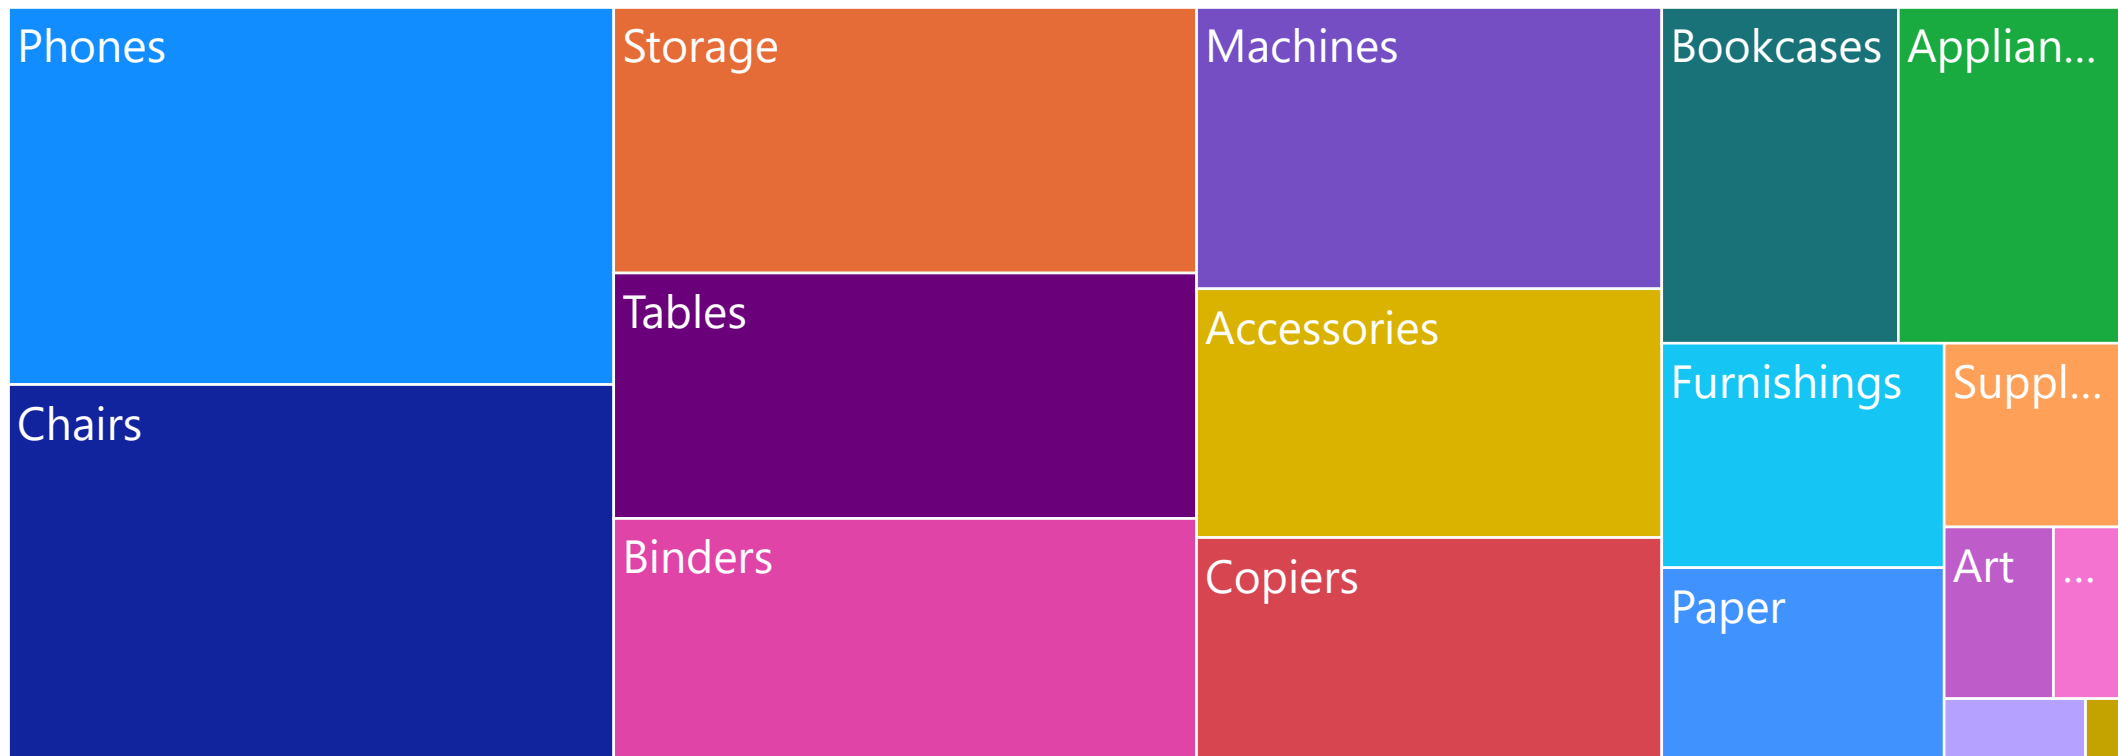 Phones
Chairs
Storage
Tables
Binders
Machines
Accessories
Copiers
Bookcases
Applian...
Furnishings
Suppl...
Paper
Art
...